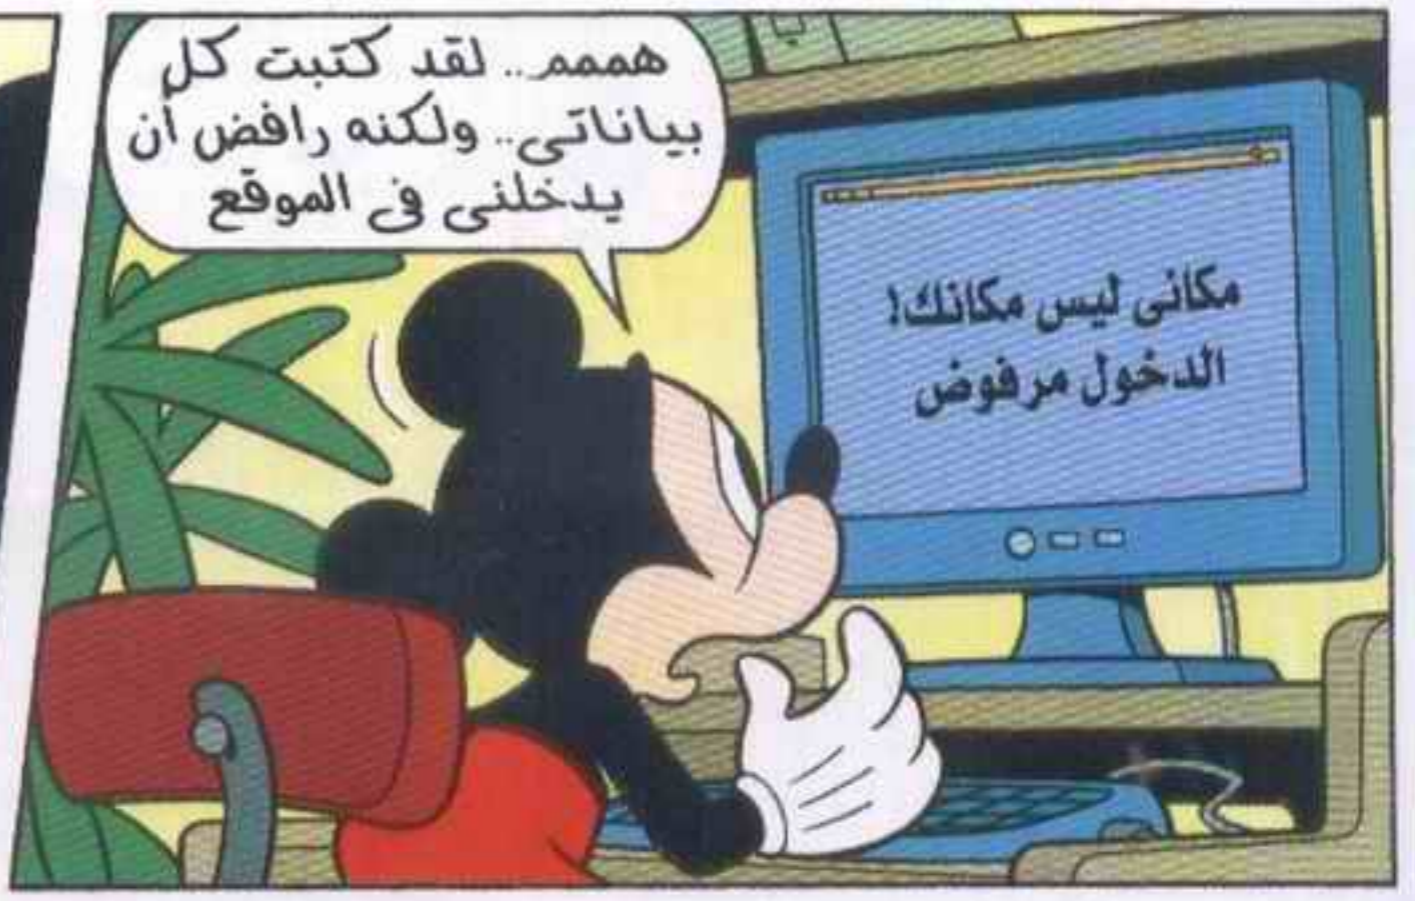 هممم.. لقد كتبت كل
بياناتى.. ولكنه رافض أن
يدخلنى فى الموقع
مكانى ليس مكانك!
الدخول مرفوض